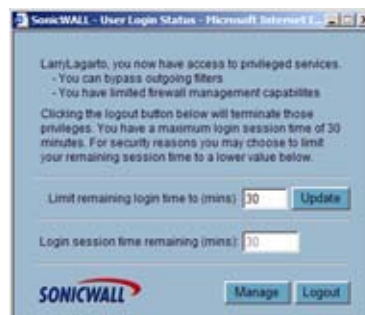 SonicWALL - User Login Status - Microsoft Internet E...
LarryLagarto, you now have access to privileged services.
- You can bypass outgoing filters
- You have limited firewall management capabilites
Clicking the logout button below will terminate those
privileges. You have a maximum login session time of 30
minutes. For security reasons you may choose to limit
your remaining session time to a lower value below.
Limit remaining login time to (mins) 30 Update
Login session time remaining (mins): 30
SONICWALL Manage Logout